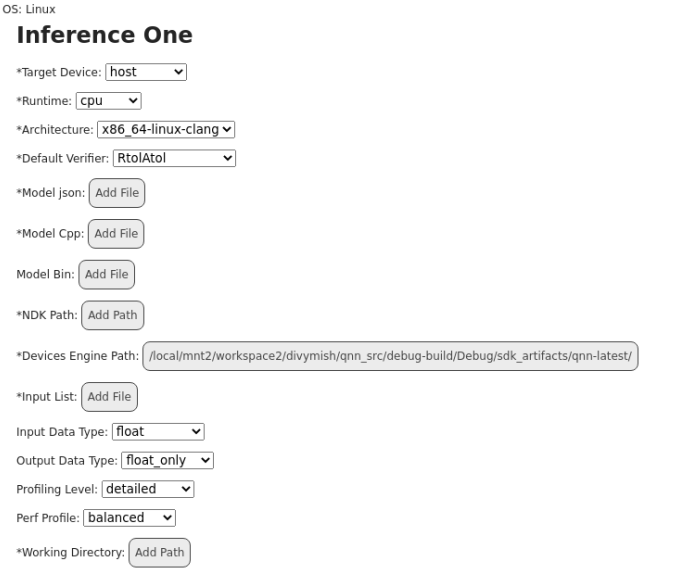 OS: Linux
Inference One
*Target Device: host
*Runtime: cpu
*Architecture: x86_64-linux-clang
*Default Verifier: RtolAtol
*Model json: Add File
*Model Cpp: Add File
Model Bin: Add File
*NDK Path: Add Path
*Devices Engine Path: /local/mnt2/workspace2/divymish/qnn_src/debug-build/Debug/sdk_artifacts/qnn-latest/
*Input List: Add File
Input Data Type: float
Output Data Type: float_only
Profiling Level: detailed
Perf Profile: balanced
*Working Directory: Add Path